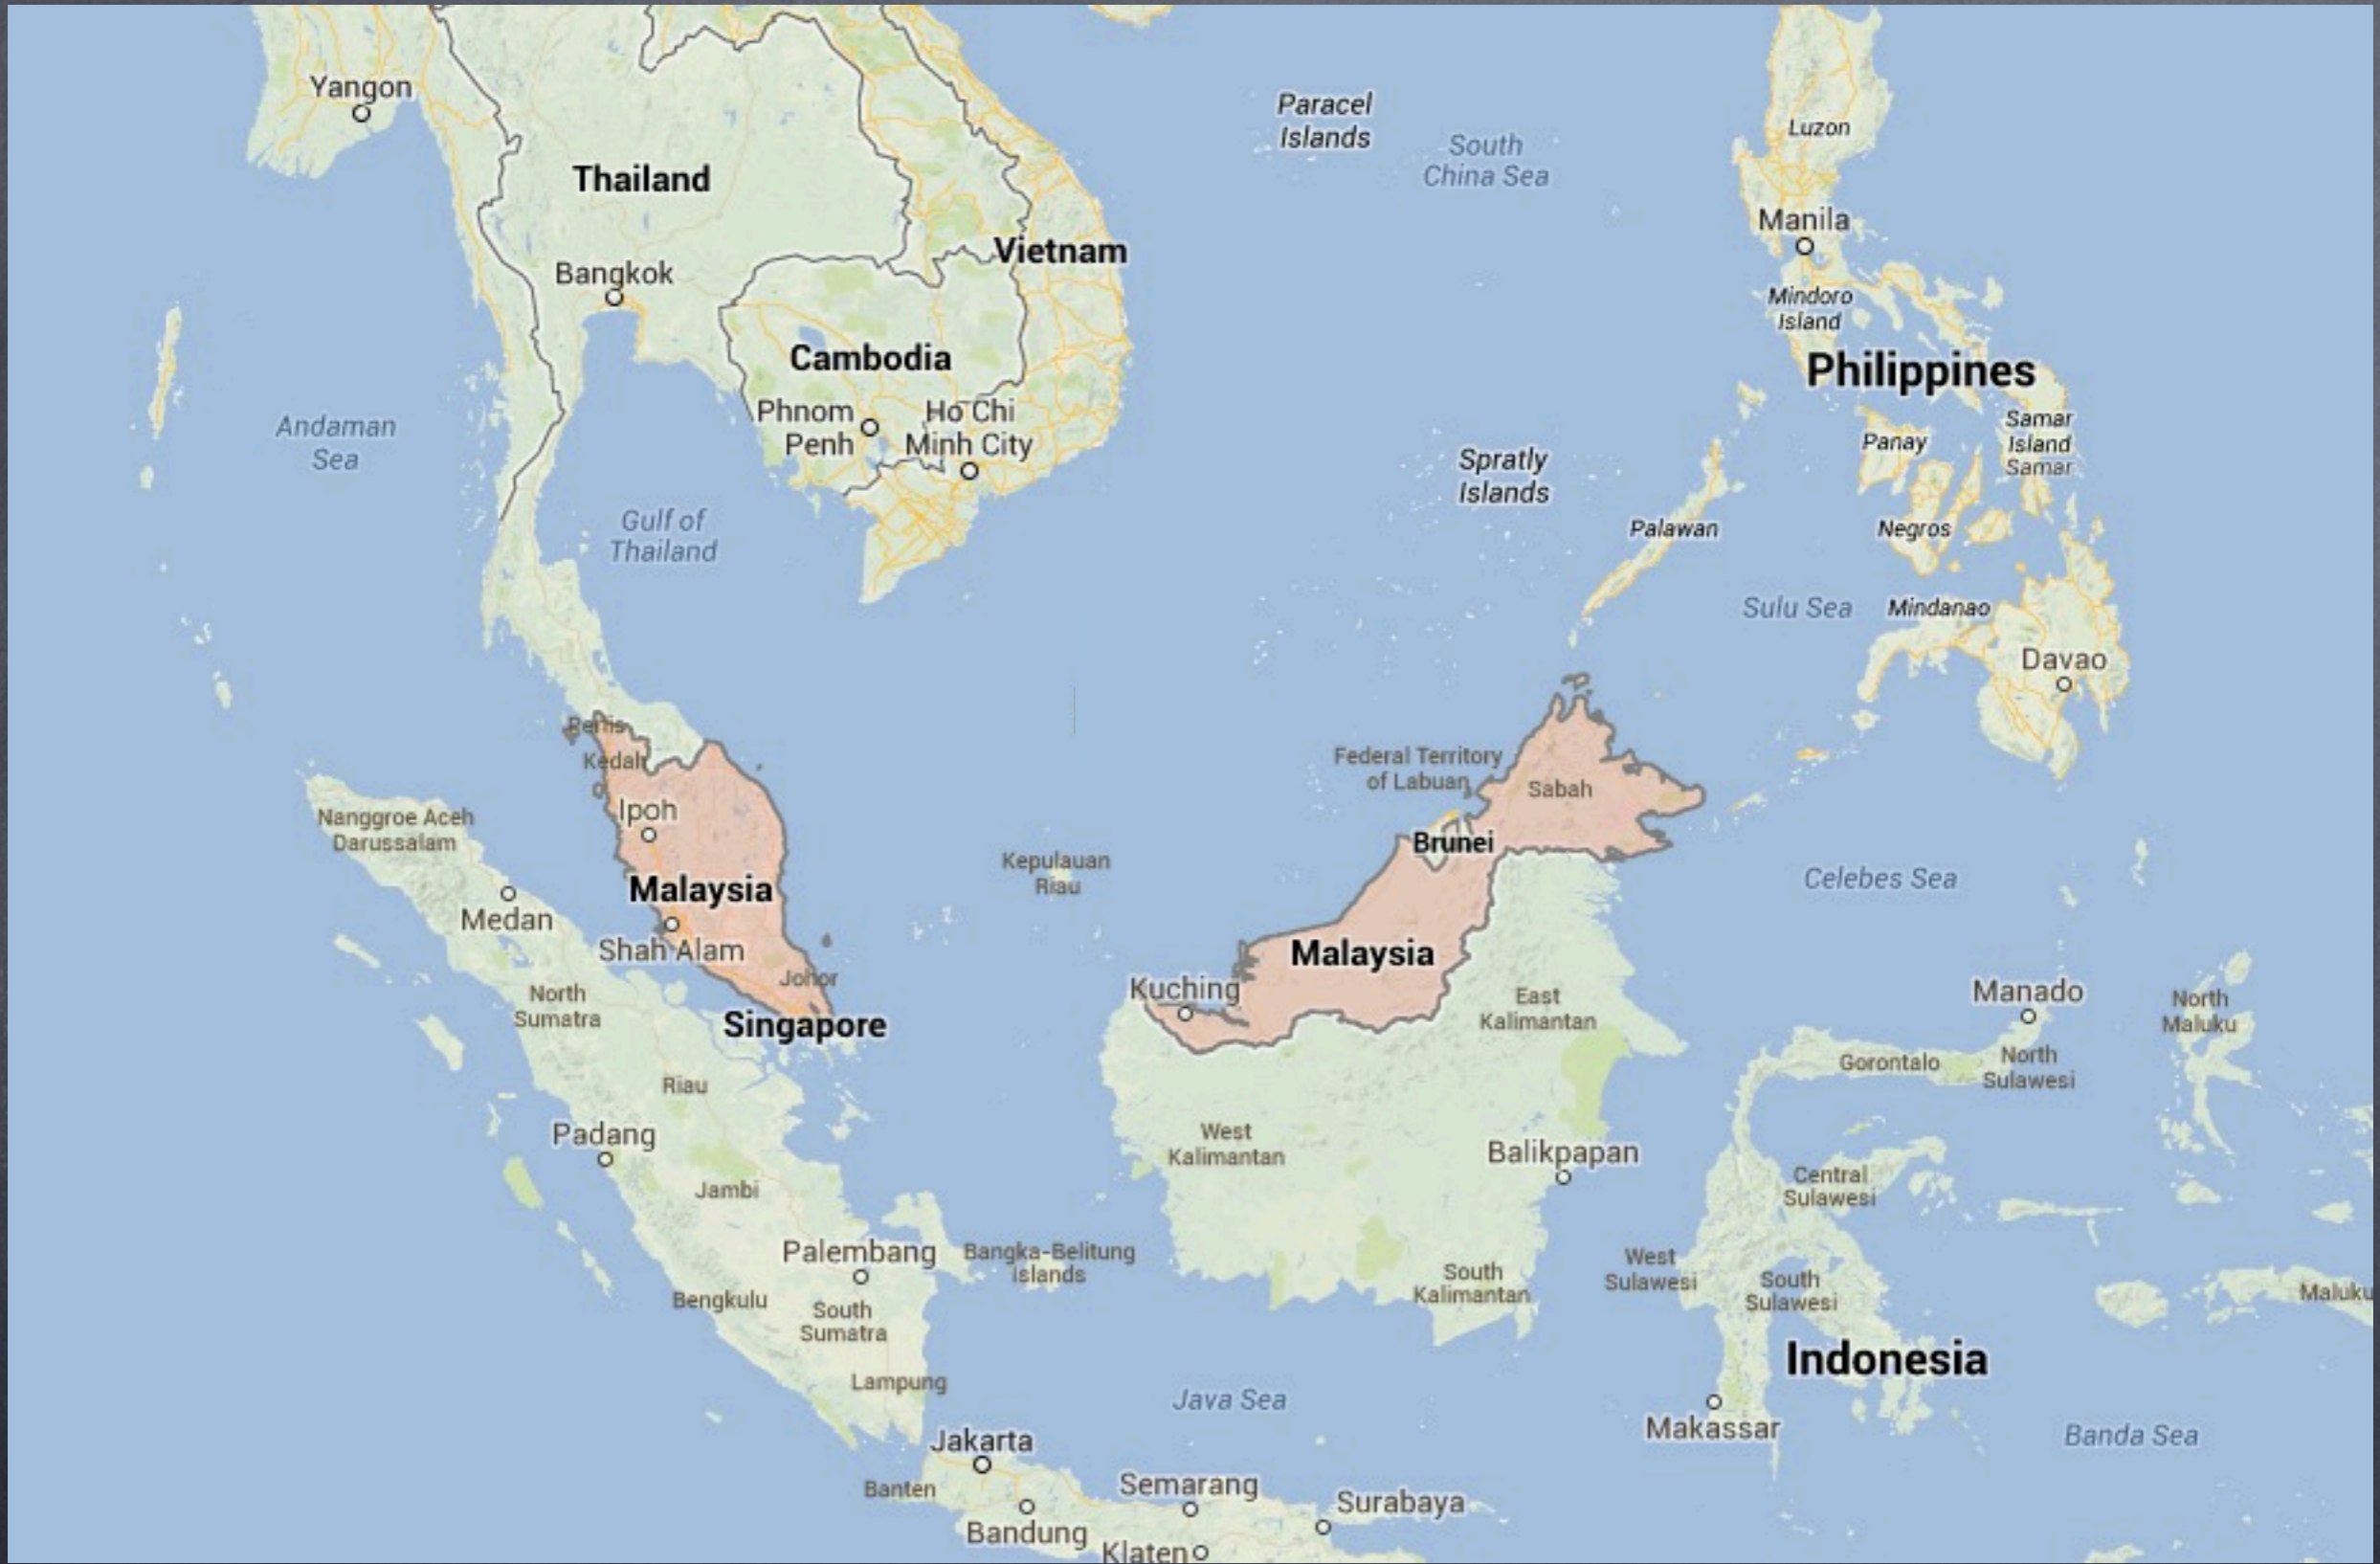 Yangon
Paracel
Islands
South
China Sea
Luzon
Thailand
Manila
Vietnam
Bangkok
Mindoro
Island
Cambodia
Philippines
Phnom
Penh
Ho Chi
Minh City
Andaman
Sea
Samar
Island
Samar
Panay
Spratly
Islands
Gulf of
Thailand
Palawan
Negros
Sulu Sea
Mindanao
Davao
Perlis
Kedah
Federal Territory
of Labuan
Sabah
Ipoh
Nanggroe Aceh
Darussalam
Brunei
Kepulauan
Riau
Malaysia
Celebes Sea
Medan
Shah Alam
Malaysia
Johor
Kuching
North
Sumatra
Singapore
East
Kalimantan
Manado
North
Maluku
Gorontalo
North
Sulawesi
Riau
Padang
West
Kalimantan
Balikpapan
Jambi
Central
Sulawesi
Palembang
Bangka-Belitung
Islands
West
Sulawesi
South
Kalimantan
South
Sulawesi
Maluku
Bengkulu
South
Sumatra
Indonesia
Lampung
Java Sea
Makassar
Banda Sea
Jakarta
Banten
Semarang
Surabaya
Bandung
Klaten